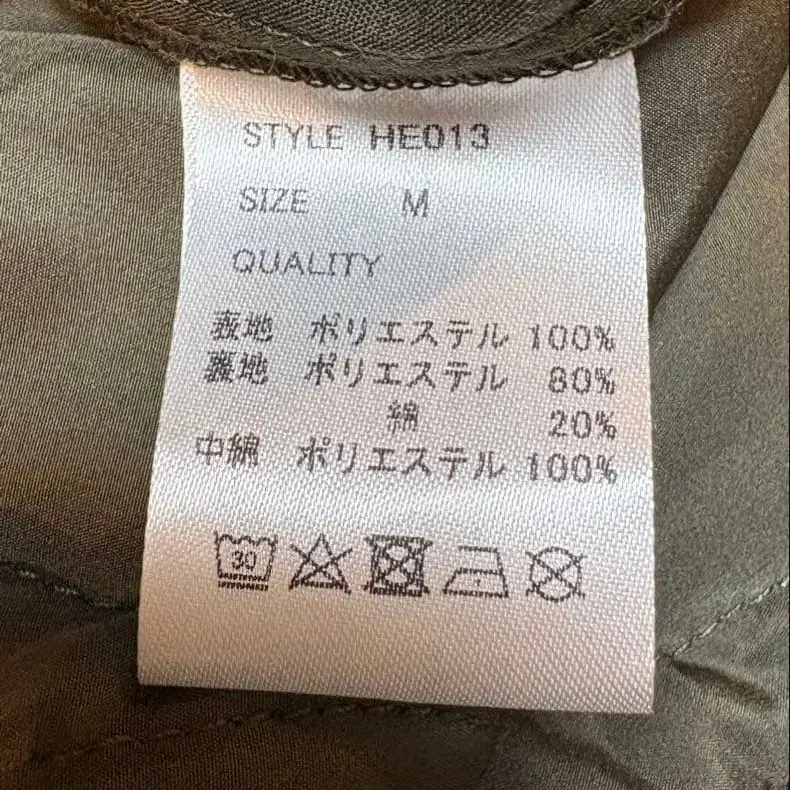 STYLE HE013
SIZE M
QUALITY
表地 ポリエステル 100%
裏地 ポリエステル 80%
綿 20%
中綿 ポリエステル 100%
30